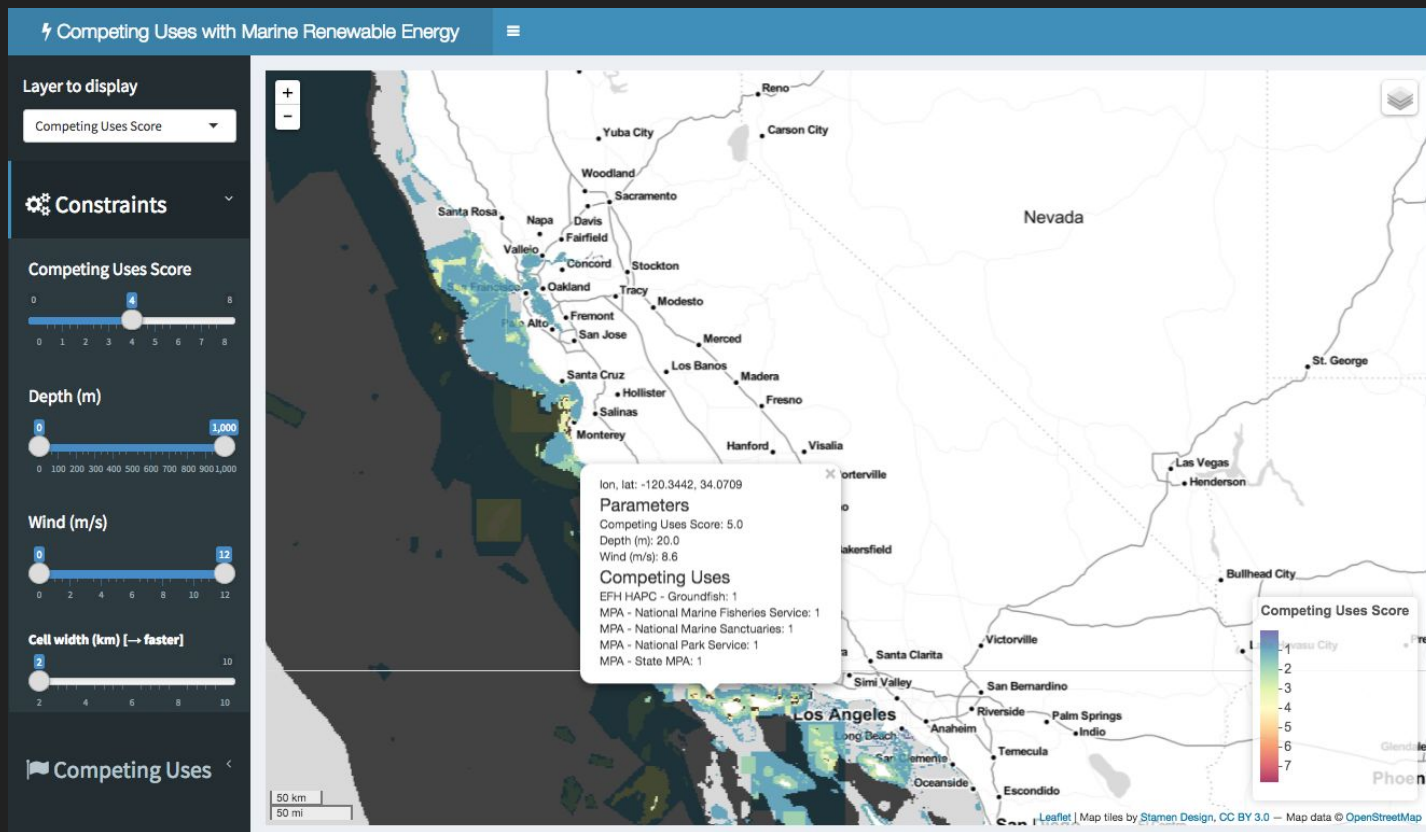 Competing Uses with Marine Renewable Energy
Layer to display
Competing Uses Score
Constraints
Competing Uses Score
0 4 8
0 1 2 3 4 5 6 7 8
Depth (m)
0 1,000
0 100 200 300 400 500 600 700 800 900 1,000
Wind (m/s)
0 12
0 2 4 6 8 10 12
Cell width (km) [→ faster]
2 10
2 4 6 8 10
Competing Uses
+
−
Reno
Carson City
Yuba City
Woodland
Sacramento
Santa Rosa
Napa
Davis
Fairfield
Vallejo
Concord
Stockton
San Francisco
Oakland
Tracy
Modesto
Palo Alto
Fremont
San Jose
Merced
Los Banos
Madera
Santa Cruz
Hollister
Fresno
Salinas
Monterey
Hanford
Visalia
Nevada
St. George
Las Vegas
Henderson
orterville
akersfield
Bullhead City
lon, lat: -120.3442, 34.0709
Parameters
Competing Uses Score: 5.0
Depth (m): 20.0
Wind (m/s): 8.6
Competing Uses
EFH HAPC - Groundfish: 1
MPA - National Marine Fisheries Service: 1
MPA - National Marine Sanctuaries: 1
MPA - National Park Service: 1
MPA - State MPA: 1
Victorville
Santa Clarita
Simi Valley
San Bernardino
Los Angeles
Riverside
Palm Springs
Long Beach
Anaheim
Indio
San Clemente
Temecula
Oceanside
Escondido
Competing Uses Score
1
2
3
4
5
6
7
Glendale
Phoen
50 km
50 mi
Leaflet | Map tiles by Stamen Design, CC BY 3.0 — Map data © OpenStreetMap